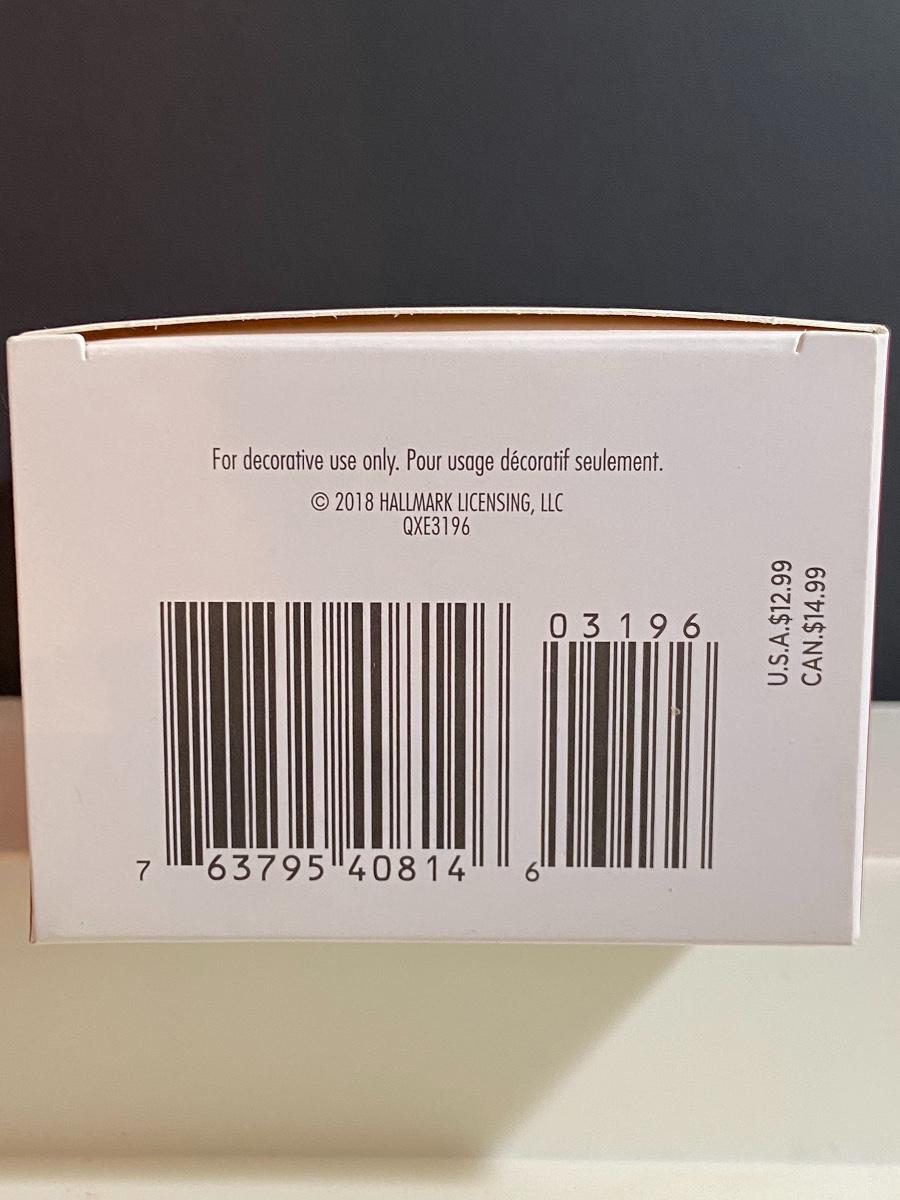 For decorative use only. Pour usage décoratif seulement.
© 2018 HALLMARK LICENSING, LLC
QXE3196
U.S.A.$12.99
CAN.$14.99
03196
7 63795 40814 6